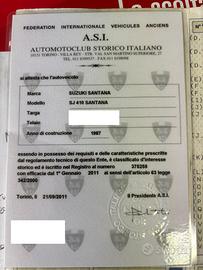 FEDERATION INTERNATIONALE VEHICULES ANCIENS
A.S.I.
AUTOMOTOCLUB STORICO ITALIANO
10131 TORINO - VILLA REY - STR. VAL SAN MARTINO SUPERIORE, 27
si attesta che l'autoveicolo
Marca SUZUKI SANTANA
Modello SJ 410 SANTANA
Targa
Telaio
Anno di costruzione 1987
essendo in possesso dei requisiti e delle caratteristiche prescritte
dal regolamento tecnico di questo Ente, è classificato d'interesse
storico ed è iscritto nel Registro al numero
con efficacia dal 1° Gennaio 2011 ai sensi dell'articolo 63 legge
342/2000
Torino, li 21/09/2011
Il Presidente A.S.I.